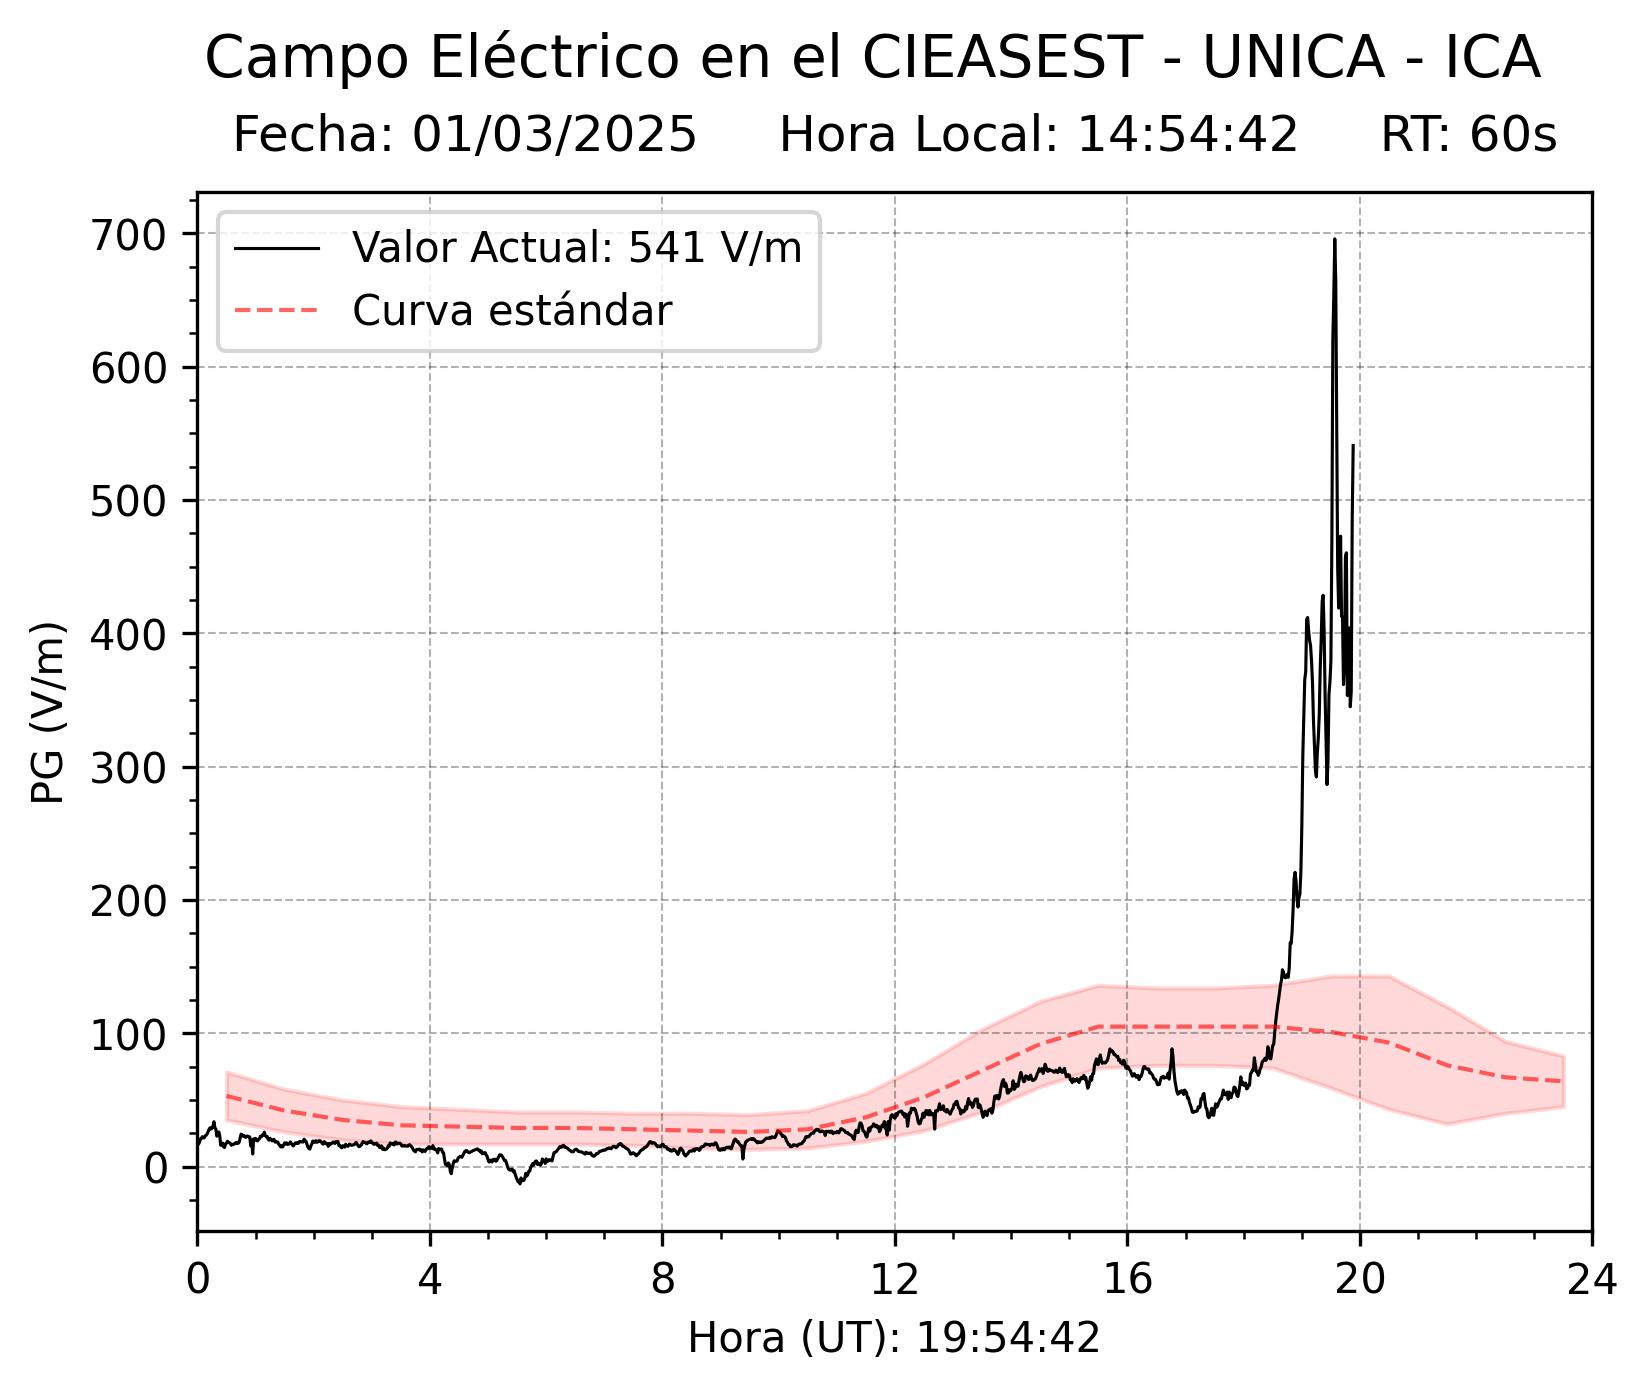 Campo Eléctrico en el CIEASEST - UNICA - ICA
Fecha: 01/03/2025 Hora Local: 14:54:42 RT: 60s
Valor Actual: 541 V/m
Curva estándar
700
600
500
400
300
200
100
0
PG (V/m)
0 4 8 12 16 20 24
Hora (UT): 19:54:42